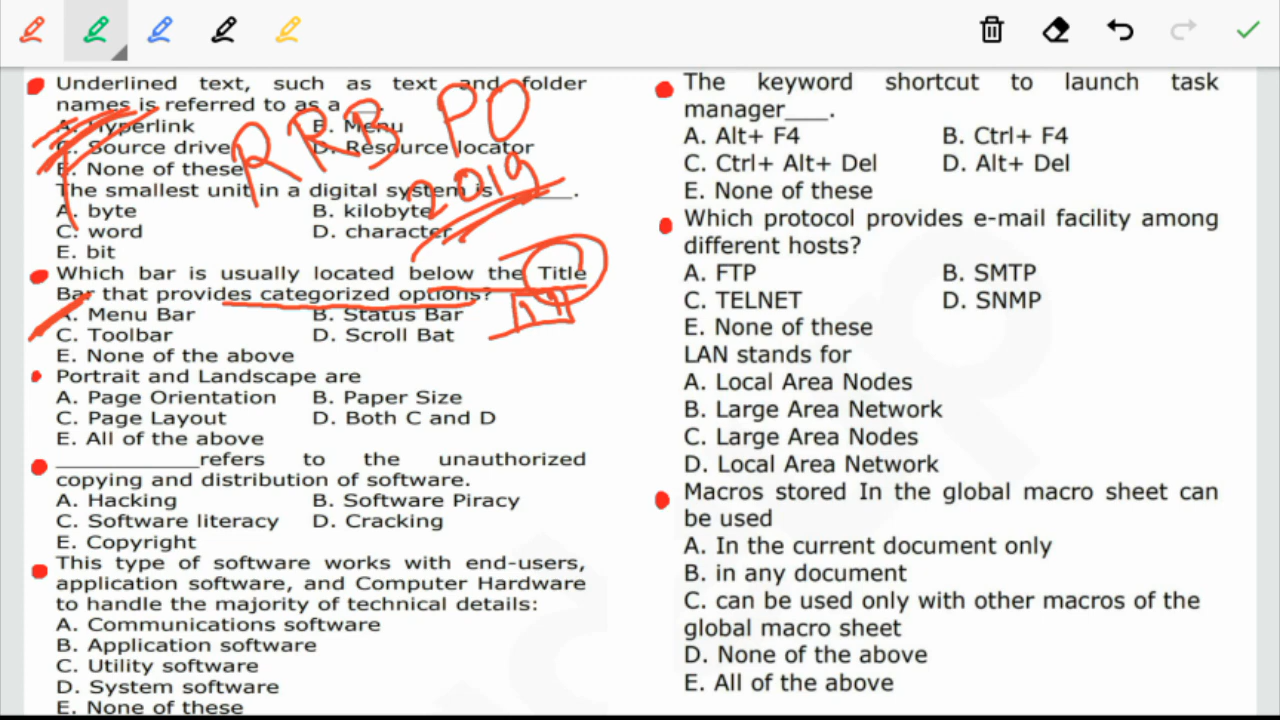 Underlined text, such as text and folder
names is referred to as a __.
A. Hyperlink B. Menu
C. Source drive D. Resource locator
E. None of these
The smallest unit in a digital system is ____.
A. byte B. kilobyte
C. word D. character
E. bit
Which bar is usually located below the Title
Bar that provides categorized options?
A. Menu Bar B. Status Bar
C. Toolbar D. Scroll Bat
E. None of the above
Portrait and Landscape are
A. Page Orientation B. Paper Size
C. Page Layout D. Both C and D
E. All of the above
____________refers to the unauthorized
copying and distribution of software.
A. Hacking B. Software Piracy
C. Software literacy D. Cracking
E. Copyright
This type of software works with end-users,
application software, and Computer Hardware
to handle the majority of technical details:
A. Communications software
B. Application software
C. Utility software
D. System software
E. None of these
RRB PO
2019
The keyword shortcut to launch task
manager____.
A. Alt+ F4 B. Ctrl+ F4
C. Ctrl+ Alt+ Del D. Alt+ Del
E. None of these
Which protocol provides e-mail facility among
different hosts?
A. FTP B. SMTP
C. TELNET D. SNMP
E. None of these
LAN stands for
A. Local Area Nodes
B. Large Area Network
C. Large Area Nodes
D. Local Area Network
Macros stored In the global macro sheet can
be used
A. In the current document only
B. in any document
C. can be used only with other macros of the
global macro sheet
D. None of the above
E. All of the above